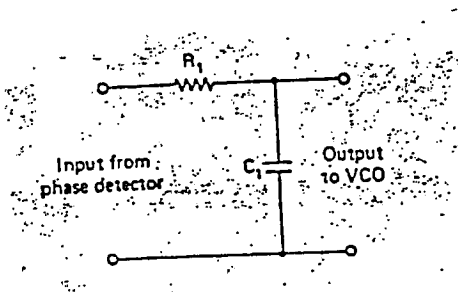 R₁
Input from
phase detector
C₁
Output
to VCO